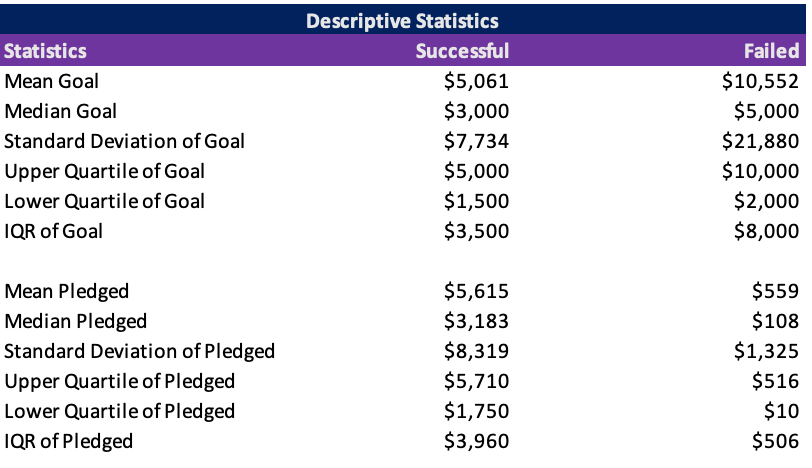 Descriptive Statistics
Statistics Successful Failed
Mean Goal $5,061 $10,552
Median Goal $3,000 $5,000
Standard Deviation of Goal $7,734 $21,880
Upper Quartile of Goal $5,000 $10,000
Lower Quartile of Goal $1,500 $2,000
IQR of Goal $3,500 $8,000
Mean Pledged $5,615 $559
Median Pledged $3,183 $108
Standard Deviation of Pledged $8,319 $1,325
Upper Quartile of Pledged $5,710 $516
Lower Quartile of Pledged $1,750 $10
IQR of Pledged $3,960 $506